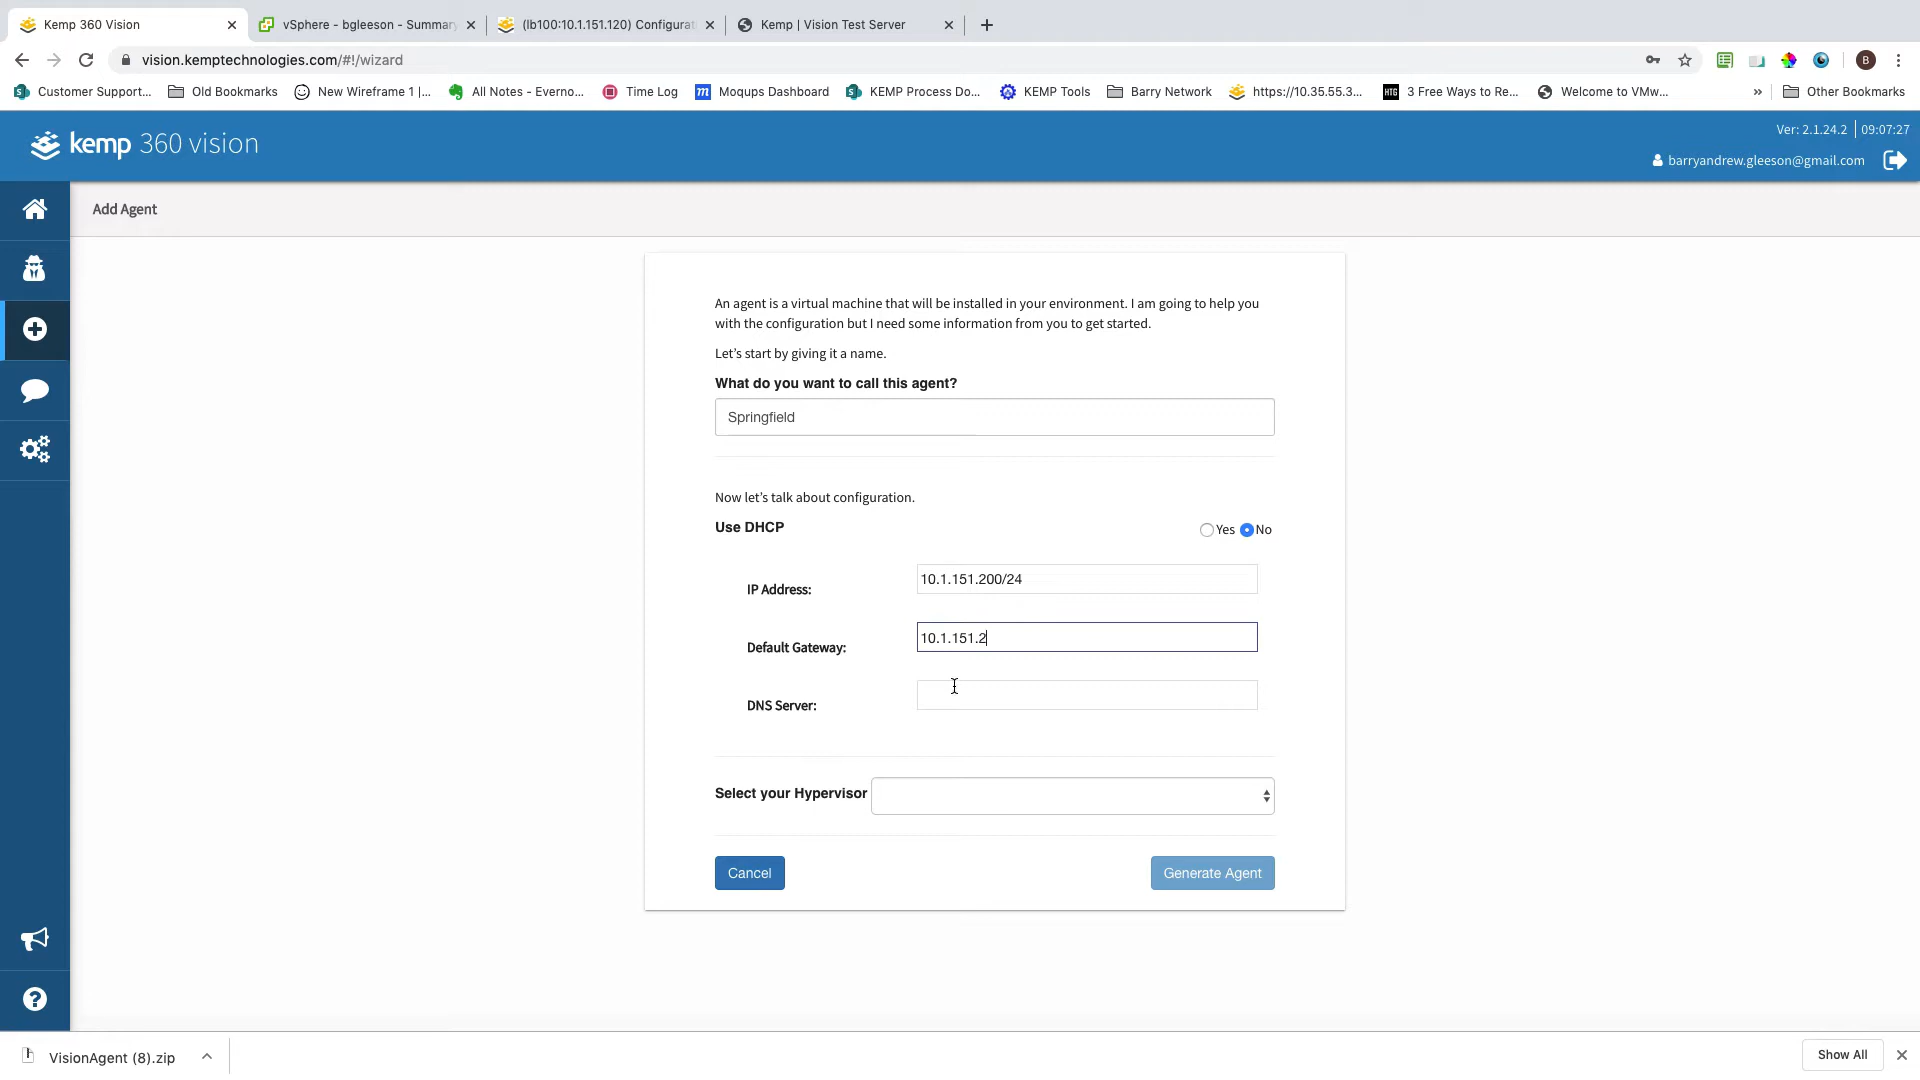 Kemp 360 Vision
vSphere - bgleeson - Summary
(lb100:10.1.151.120) Configurat
Kemp | Vision Test Server
vision.kemptechnologies.com/#!/wizard
B
Customer Support...
Old Bookmarks
New Wireframe 1 |...
All Notes - Everno...
Time Log
Moqups Dashboard
KEMP Process Do...
KEMP Tools
Barry Network
https://10.35.55.3...
HTG
3 Free Ways to Re...
Welcome to VMw...
»
Other Bookmarks
kemp 360 vision
Ver: 2.1.24.2 | 09:07:27
barryandrew.gleeson@gmail.com
Add Agent
An agent is a virtual machine that will be installed in your environment. I am going to help you
with the configuration but I need some information from you to get started.
Let's start by giving it a name.
What do you want to call this agent?
Springfield
Now let's talk about configuration.
Use DHCP
Yes No
IP Address:
10.1.151.200/24
Default Gateway:
10.1.151.2
DNS Server:
Select your Hypervisor
Cancel
Generate Agent
VisionAgent (8).zip
Show All